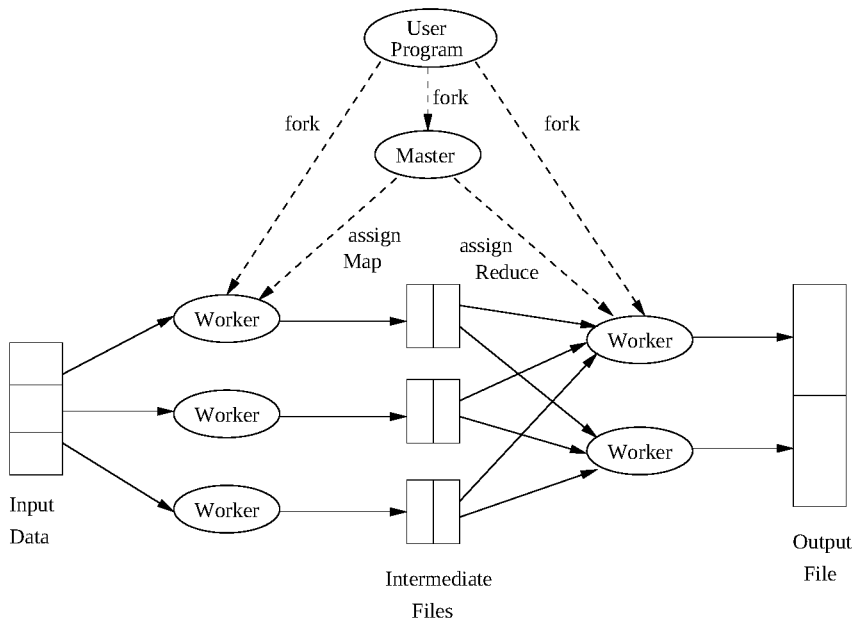 User
Program
fork
fork
fork
Master
assign
Map
assign
Reduce
Worker
Worker
Worker
Worker
Worker
Input
Data
Intermediate
Files
Output
File